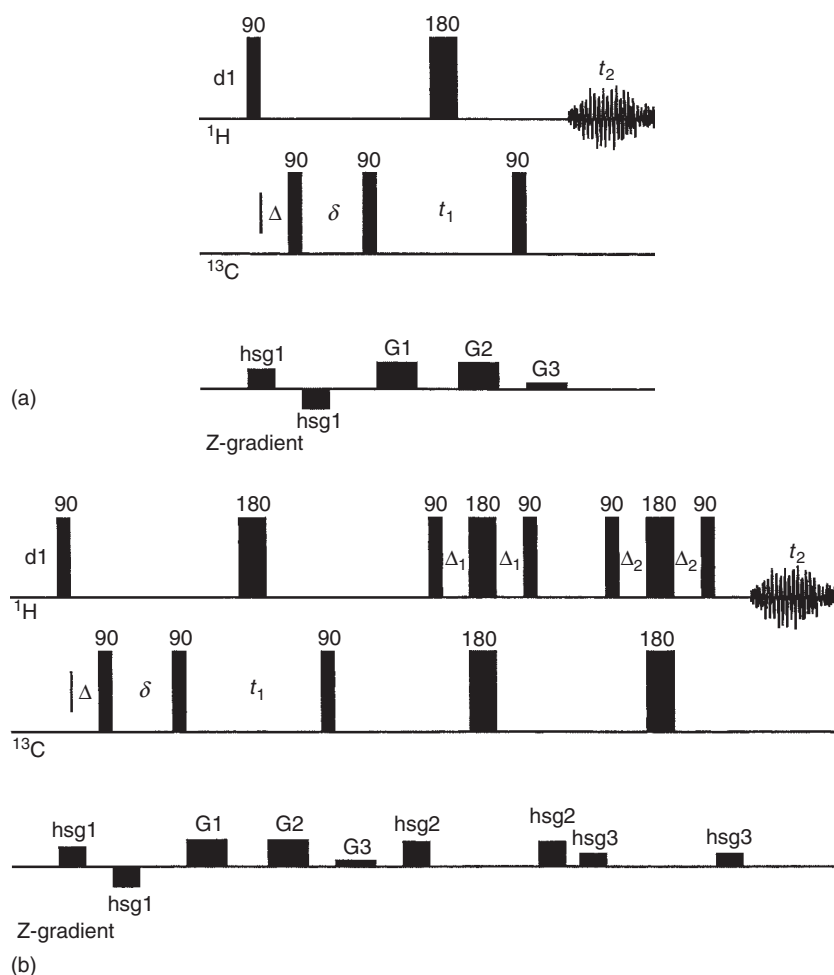 90 180
d1 t2
1H
90 90 90
Δ δ t1
13C
hsg1 G1 G2 G3
hsg1
(a)
Z-gradient
90 180 90 180 90 90 180 90
d1 Δ1 Δ1 Δ2 Δ2 t2
1H
90 90 90 180 180
Δ δ t1
13C
hsg1 G1 G2 G3 hsg2 hsg2 hsg3 hsg3
hsg1
Z-gradient
(b)